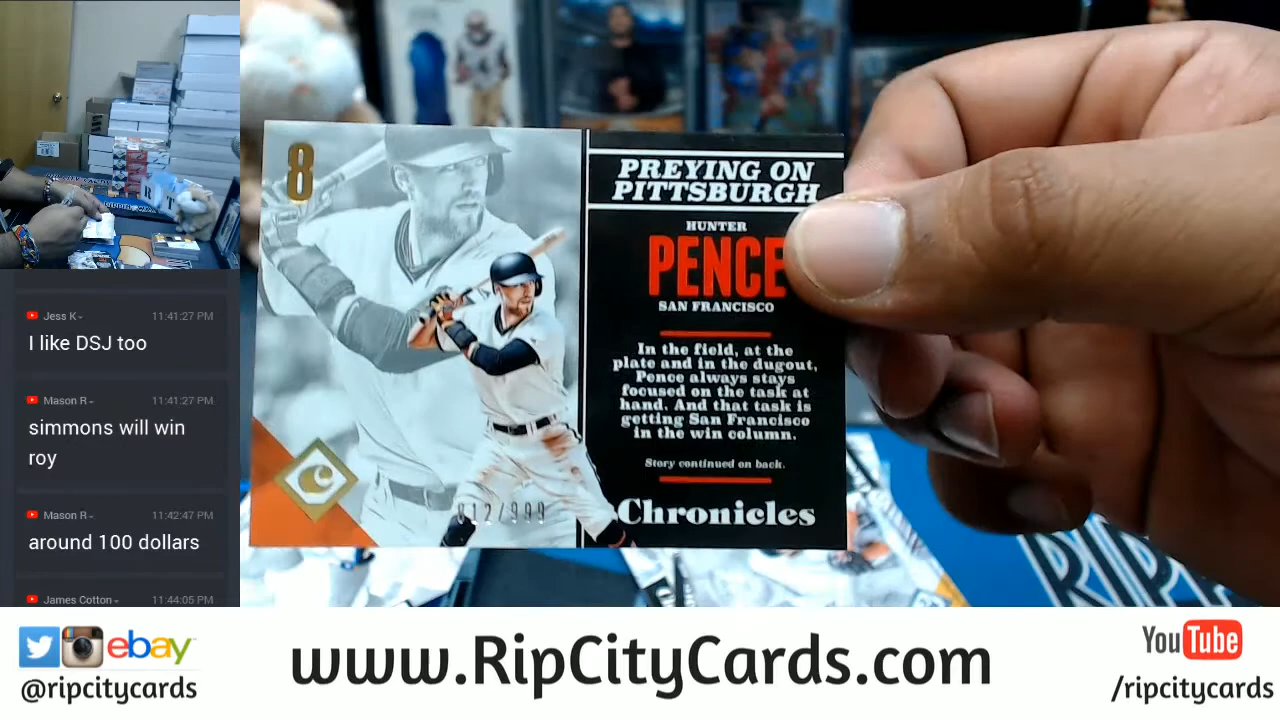 Jess K
11:41:27 PM
I like DSJ too
Mason R
11:41:27 PM
simmons will win
roy
Mason R
11:42:47 PM
around 100 dollars
James Cotton
11:44:05 PM
8
PREYING ON
PITTSBURGH
HUNTER
PENCE
SAN FRANCISCO
In the field, at the
plate and in the dugout,
Pence always stays
focused on the task at
hand. And that task is
getting San Francisco
in the win column.
Story continued on back.
C
812/999
Chronicles
ebay
@ripcitycards
www.RipCityCards.com
YouTube
/ripcitycards